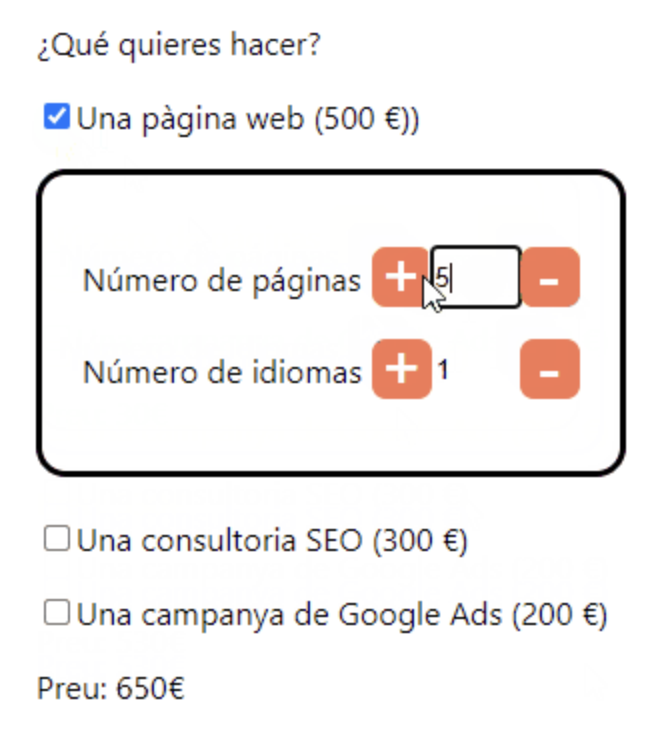 ¿Qué quieres hacer?
Una pàgina web (500 €))
Número de páginas + 5 -
Número de idiomas + 1 -
Una consultoria SEO (300 €)
Una campanya de Google Ads (200 €)
Preu: 650€